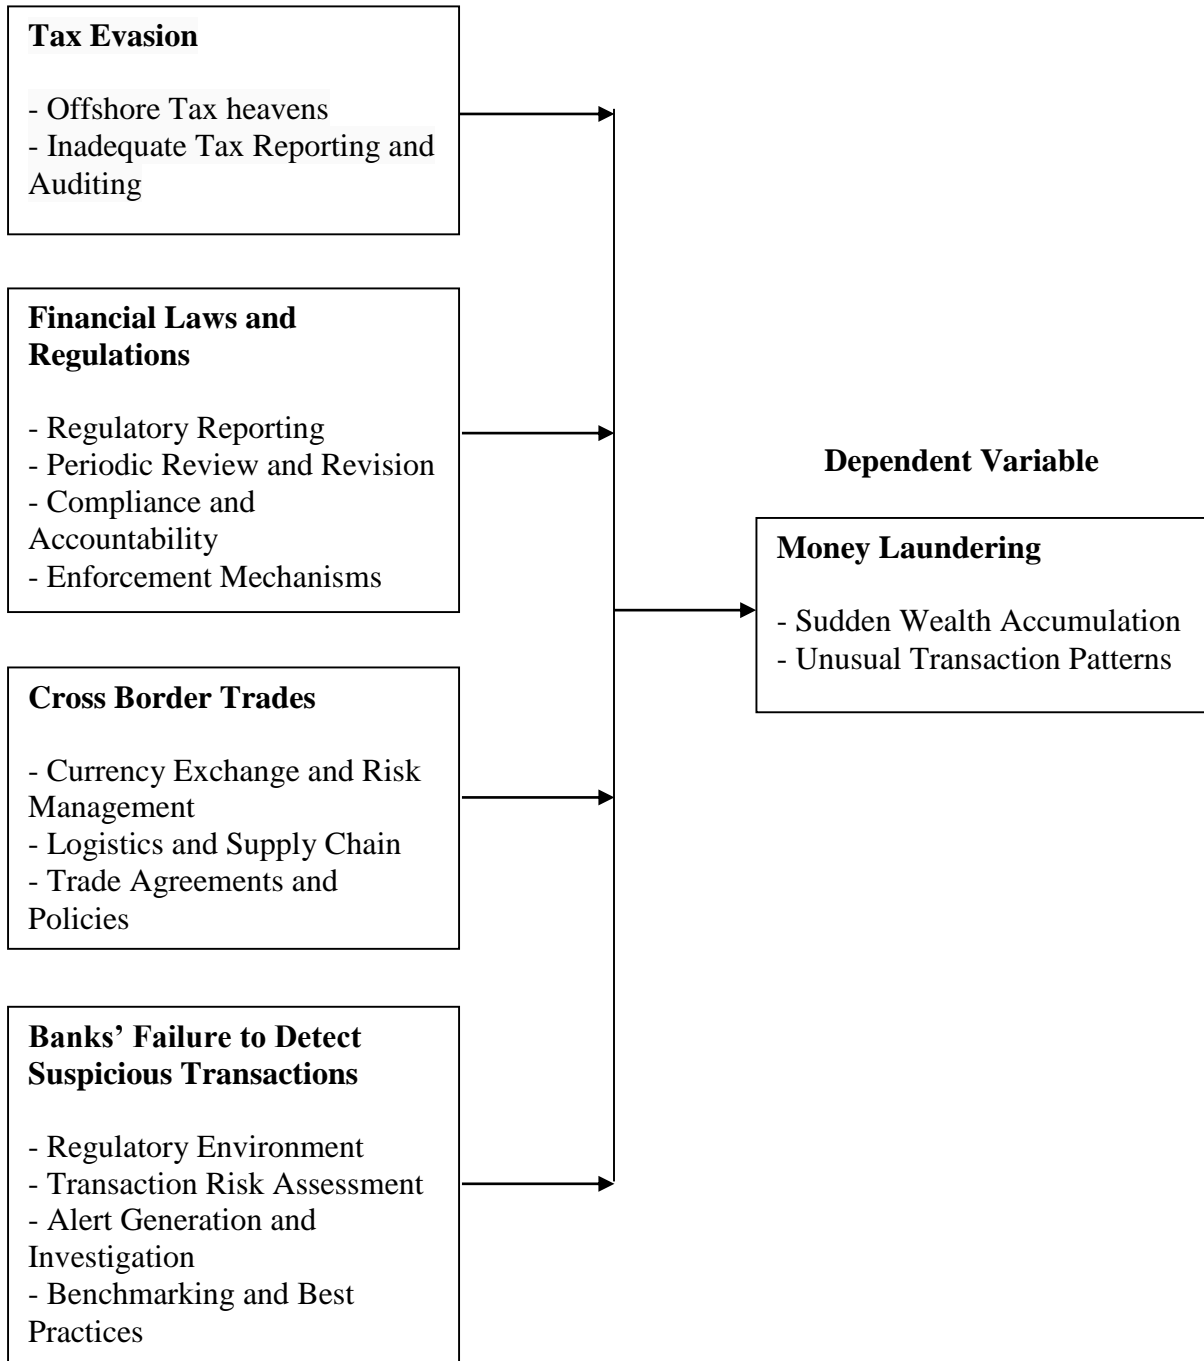 Tax Evasion
- Offshore Tax heavens
- Inadequate Tax Reporting and
Auditing
Financial Laws and
Regulations
- Regulatory Reporting
- Periodic Review and Revision
- Compliance and
Accountability
- Enforcement Mechanisms
Cross Border Trades
- Currency Exchange and Risk
Management
- Logistics and Supply Chain
- Trade Agreements and
Policies
Banks’ Failure to Detect
Suspicious Transactions
- Regulatory Environment
- Transaction Risk Assessment
- Alert Generation and
Investigation
- Benchmarking and Best
Practices
Dependent Variable
Money Laundering
- Sudden Wealth Accumulation
- Unusual Transaction Patterns